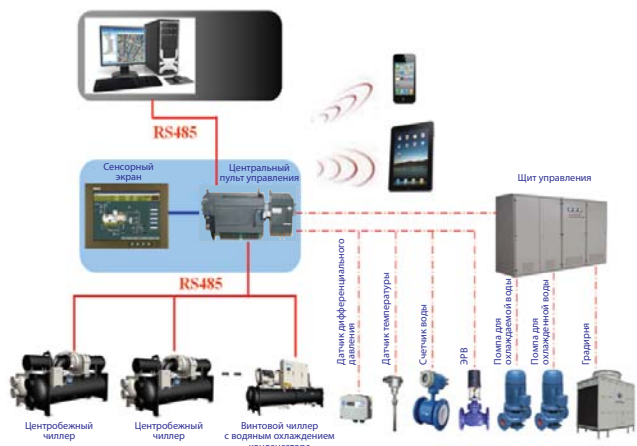 RS485
Сенсорный
экран
Центральный
пульт управления
Щит управления
RS485
Датчик дифференциального
давления
Датчик температуры
Счетчик воды
ЭРВ
Помпа для
охлаждаемой воды
Помпа для
охлажденной воды
Градирня
Центробежный
чиллер
Центробежный
чиллер
Винтовой чиллер
с водяным охлаждением